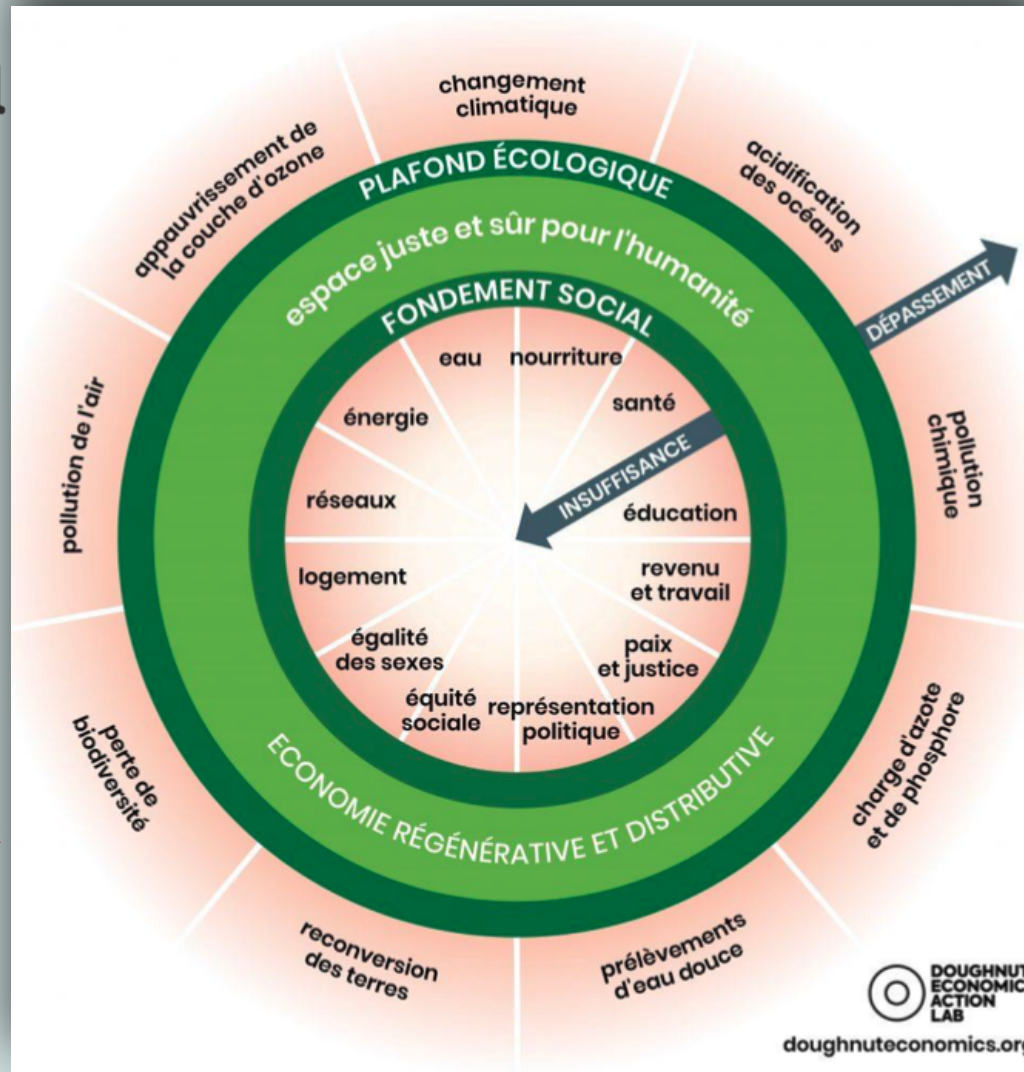 changement
climatique
acidification
des océans
DÉPASSEMENT
pollution
chimique
charge d'azote
et de phosphore
prélèvements
d'eau douce
reconversion
des terres
perte de
biodiversité
pollution de l'air
appauvrissement de
la couche d'ozone
PLAFOND ÉCOLOGIQUE
espace juste et sûr pour l'humanité
FONDEMENT SOCIAL
eau
nourriture
santé
INSUFFISANCE
éducation
revenu
et travail
paix
et justice
représentation
politique
équité
sociale
égalité
des sexes
logement
réseaux
énergie
ECONOMIE RÉGÉNÉRATIVE ET DISTRIBUTIVE
DOUGHNUT
ECONOMIC
ACTION
LAB
doughnuteconomics.org